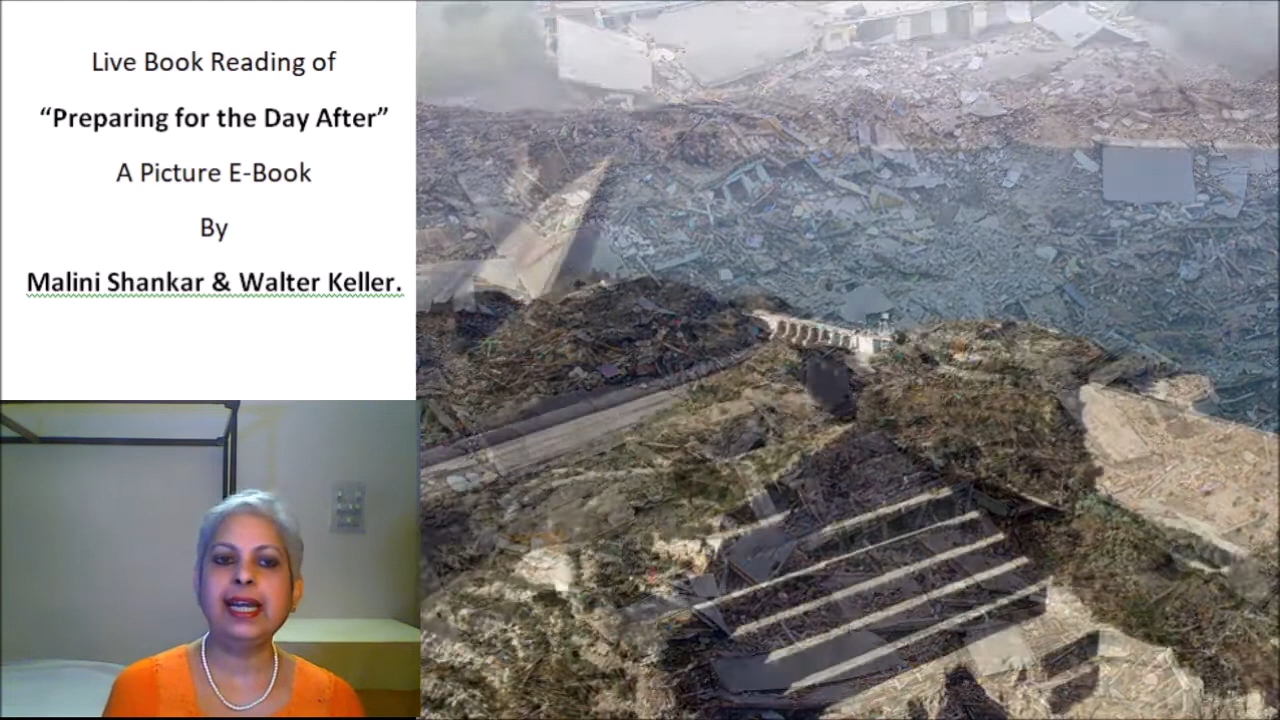 Live Book Reading of
“Preparing for the Day After”
A Picture E-Book
By
Malini Shankar & Walter Keller.